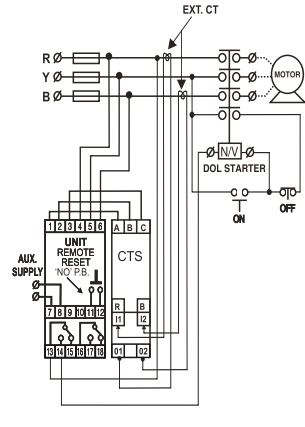 EXT. CT
R
Y
B
MOTOR
N/V
DOL STARTER
ON
OFF
1 2 3 4 5 6
A B C
UNIT
REMOTE
RESET
'NO' P.B.
CTS
AUX.
SUPPLY
R B
7 8 9 10 11 12
I1 I2
13 14 15 16 17 18
01 02